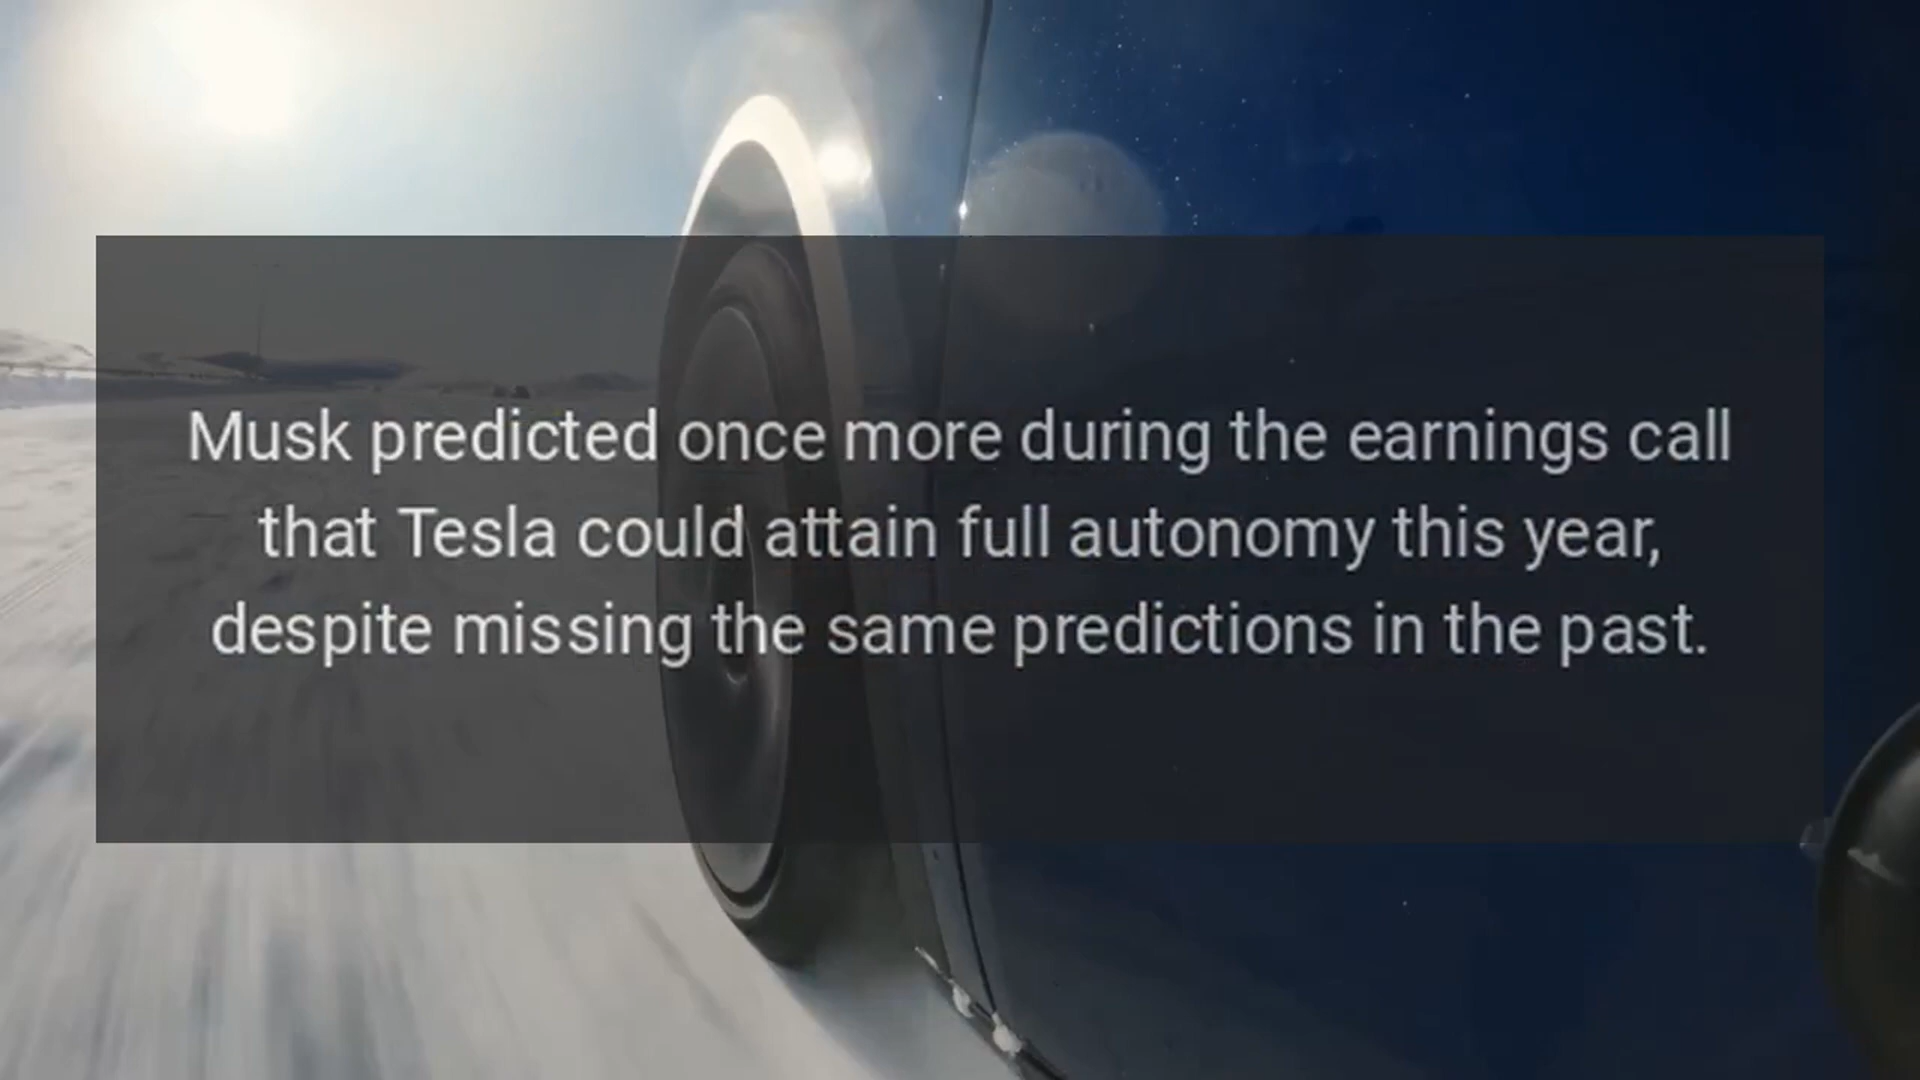 Musk predicted once more during the earnings call
that Tesla could attain full autonomy this year,
despite missing the same predictions in the past.